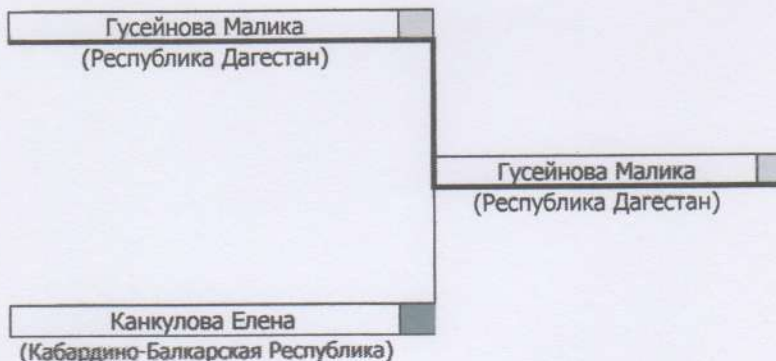 Гусейнова Малика
(Республика Дагестан)
Гусейнова Малика
(Республика Дагестан)
Канкулова Елена
(Кабардино-Балкарская Республика)